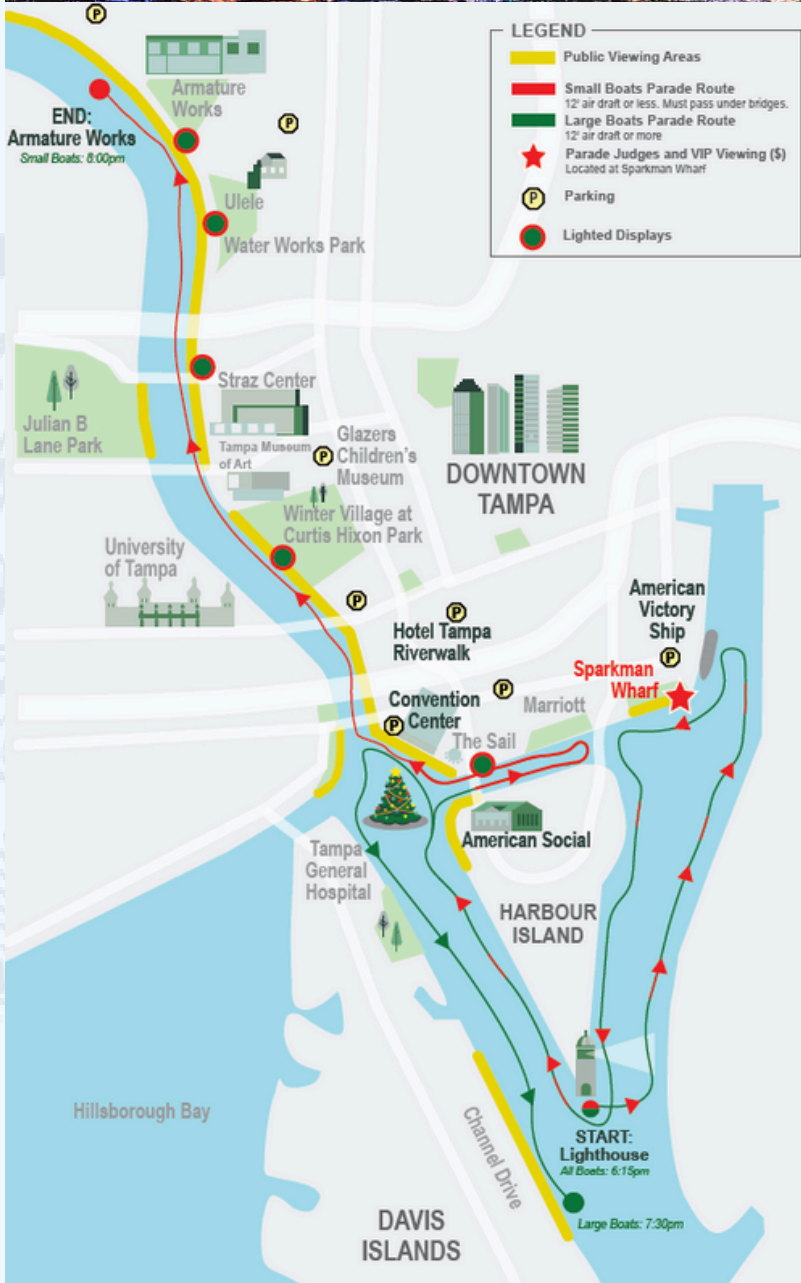 LEGEND
Public Viewing Areas
Small Boats Parade Route
12' air draft or less. Must pass under bridges.
Large Boats Parade Route
12' air draft or more
Parade Judges and VIP Viewing ($)
Located at Sparkman Wharf
P Parking
Lighted Displays
P
Armature
Works
END:
Armature Works
Small Boats: 8:00pm
P
Ulele
Water Works Park
Straz Center
Julian B
Lane Park
Tampa Museum
of Art
P
Glazers
Children's
Museum
DOWNTOWN
TAMPA
Winter Village at
Curtis Hixon Park
University
of Tampa
P
P
Hotel Tampa
Riverwalk
American
Victory
Ship
P
Sparkman
Wharf
P
Convention
Center
P
Marriott
The Sail
American Social
Tampa
General
Hospital
HARBOUR
ISLAND
Hillsborough Bay
Channel Drive
START:
Lighthouse
All Boats: 6:15pm
Large Boats: 7:30pm
DAVIS
ISLANDS